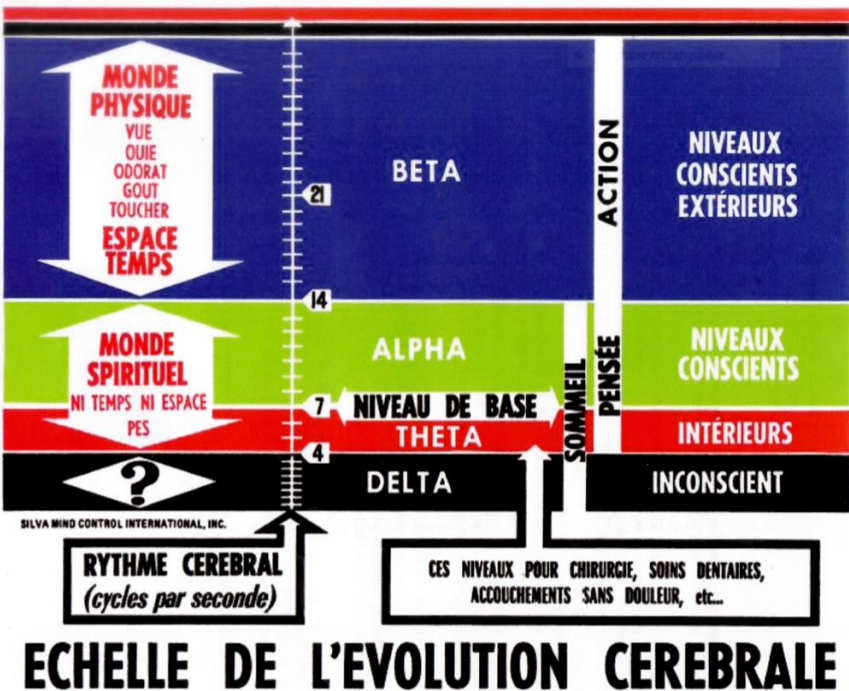 MONDE
PHYSIQUE
VUE
OUIE
ODORAT
GOUT
TOUCHER
ESPACE
TEMPS
MONDE
SPIRITUEL
NI TEMPS NI ESPACE
PES
?
SILVA MIND CONTROL INTERNATIONAL, INC.
21
14
7
4
BETA
ALPHA
NIVEAU DE BASE
THETA
DELTA
SOMMEIL
ACTION
PENSÉE
NIVEAUX
CONSCIENTS
EXTÉRIEURS
NIVEAUX
CONSCIENTS
INTÉRIEURS
INCONSCIENT
RYTHME CEREBRAL
(cycles par seconde)
CES NIVEAUX POUR CHIRURGIE, SOINS DENTAIRES,
ACCOUCHEMENTS SANS DOULEUR, etc...
ECHELLE DE L'EVOLUTION CEREBRALE